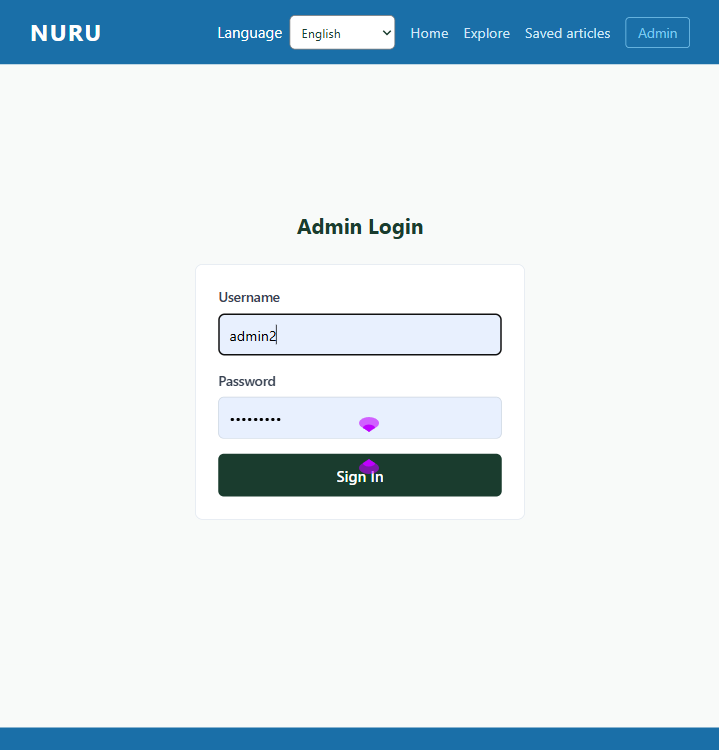 NURU Language English Home Explore Saved articles Admin
Admin Login
Username
admin2
Password
•••••••••
Sign In